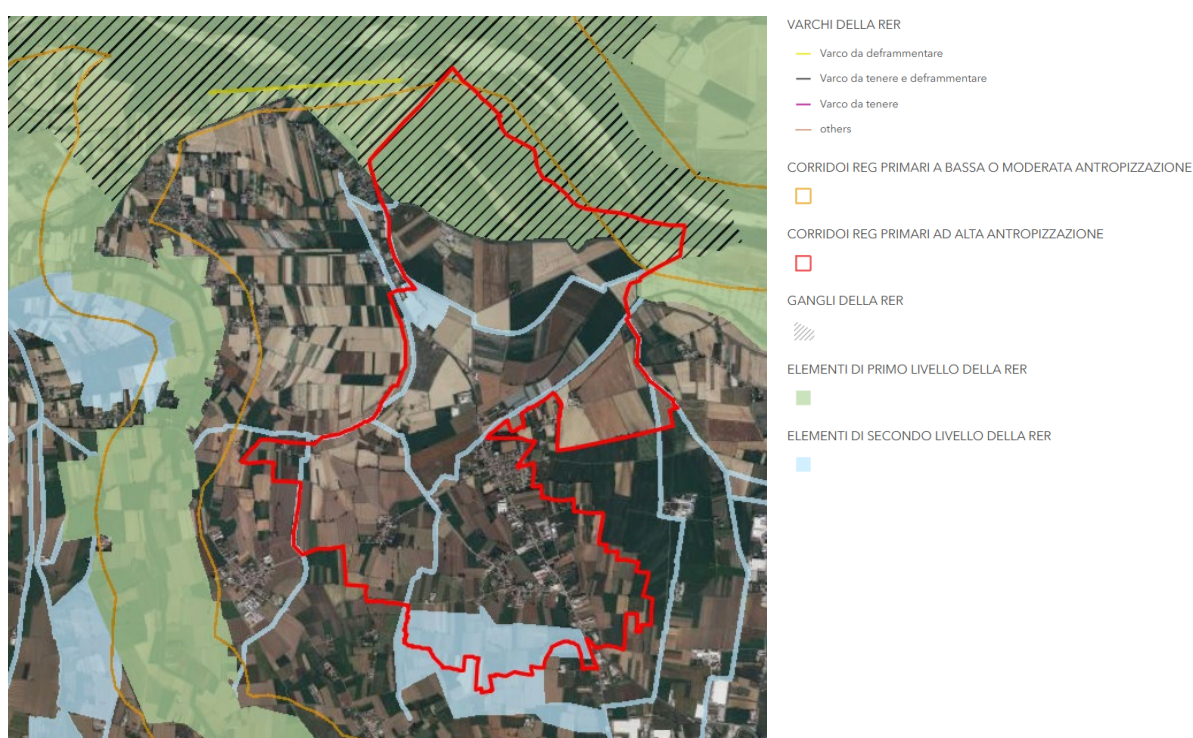 VARCHI DELLA RER
Varco da deframmentare
Varco da tenere e deframmentare
Varco da tenere
others
CORRIDOI REG PRIMARI A BASSA O MODERATA ANTROPIZZAZIONE
CORRIDOI REG PRIMARI AD ALTA ANTROPIZZAZIONE
GANGLI DELLA RER
ELEMENTI DI PRIMO LIVELLO DELLA RER
ELEMENTI DI SECONDO LIVELLO DELLA RER